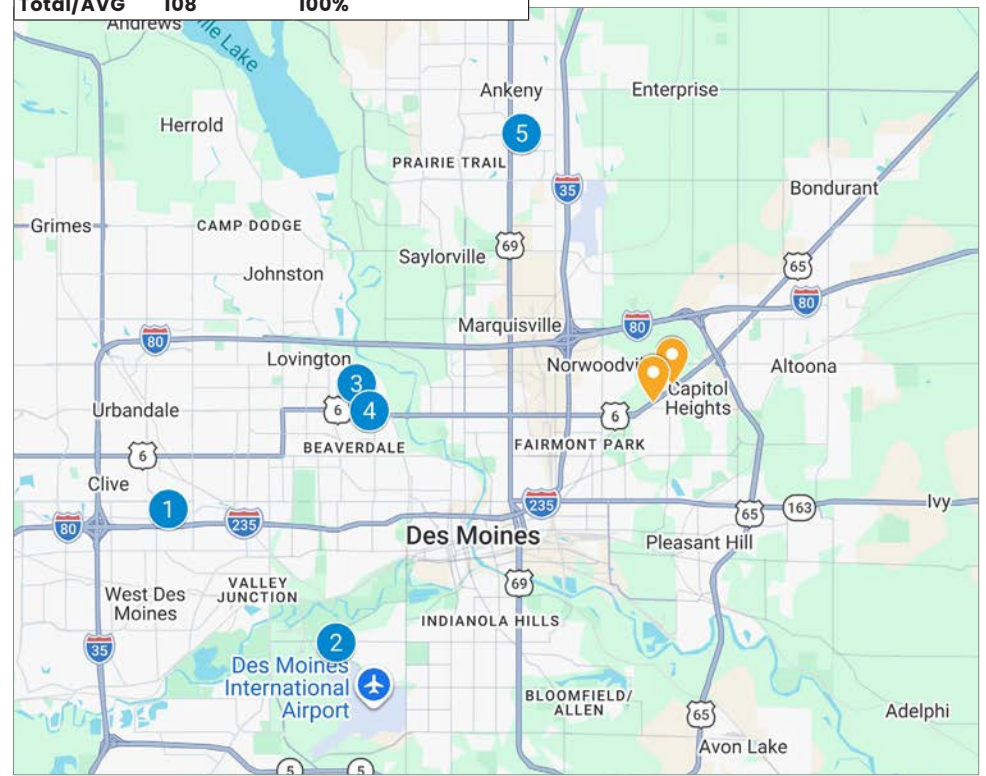 Total/AVG 108 100%
Andrews
ille Lake
Ankeny
Enterprise
5
Herrold
PRAIRIE TRAIL
35
Bondurant
Grimes
CAMP DODGE
69
Saylorville
65
Johnston
80
80
Marquisville
80
Lovington
Norwoodvi
Altoona
3
Capitol
Heights
Urbandale
6
4
6
BEAVERDALE
FAIRMONT PARK
6
Clive
1
80
235
235
65
163
Ivy
Des Moines
Pleasant Hill
West Des
Moines
VALLEY
JUNCTION
69
INDIANOLA HILLS
2
35
Des Moines
International
Airport
BLOOMFIELD/
ALLEN
65
Adelphi
Avon Lake
5
5